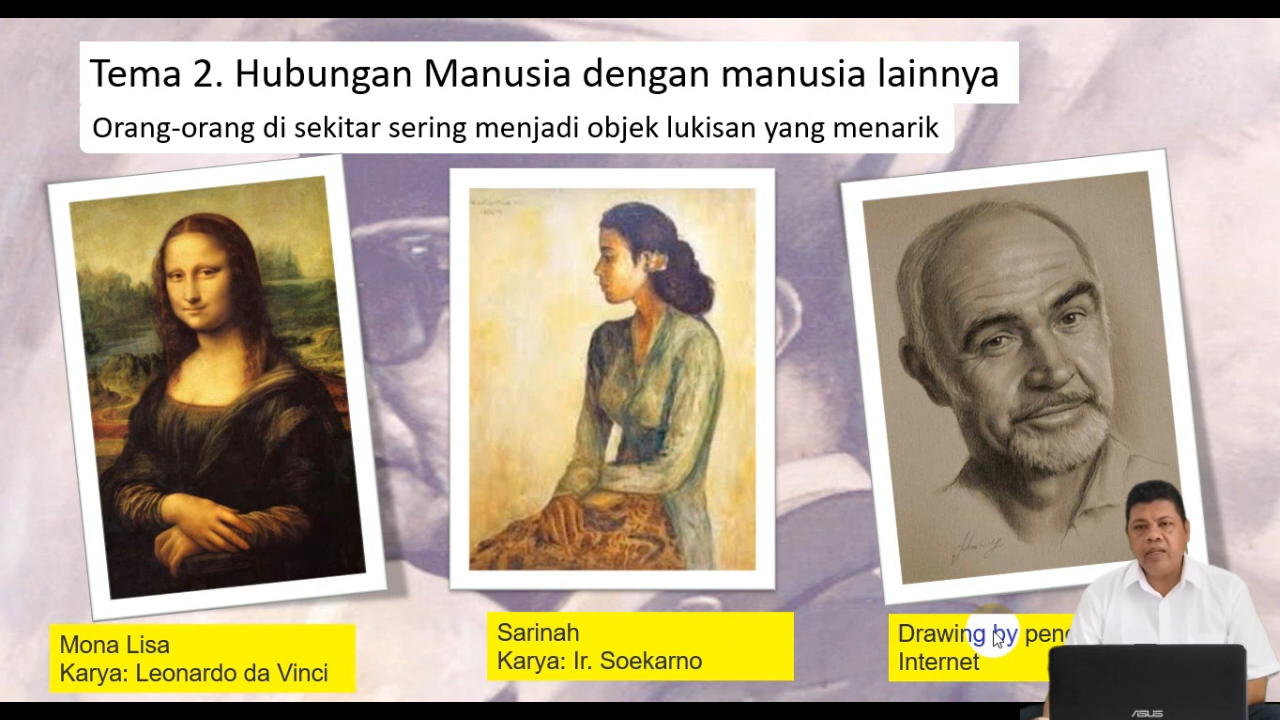 Tema 2. Hubungan Manusia dengan manusia lainnya
Orang-orang di sekitar sering menjadi objek lukisan yang menarik
Mona Lisa
Karya: Leonardo da Vinci
Sarinah
Karya: Ir. Soekarno
Drawing by
Internet
ASUS